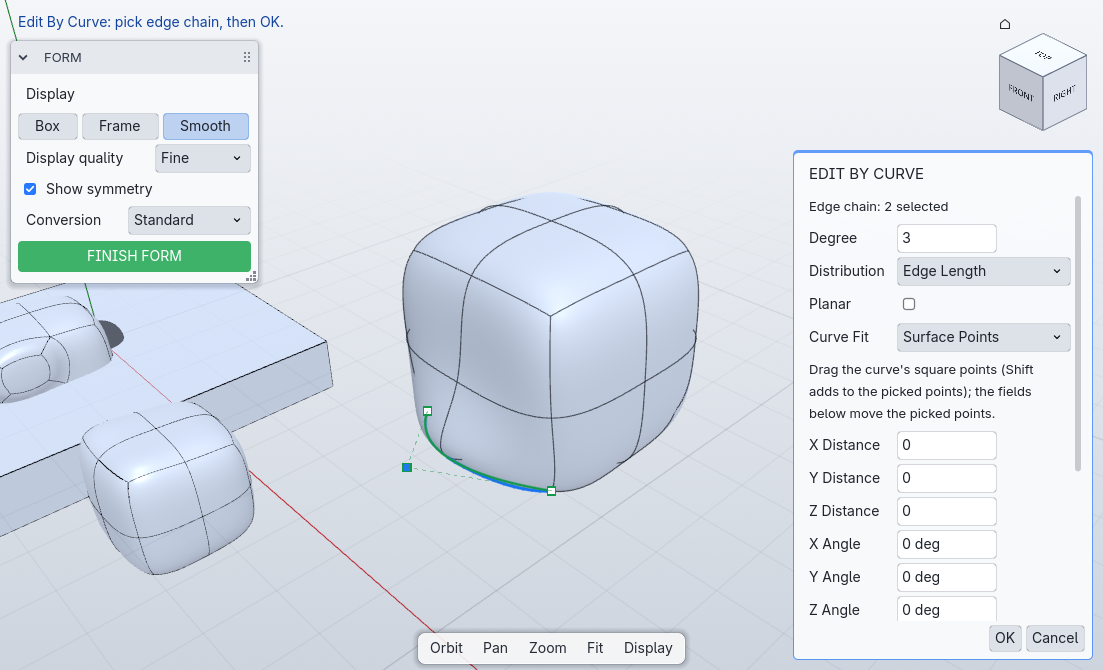 Edit By Curve: pick edge chain, then OK.
FORM
Display
Box Frame Smooth
Display quality Fine
Show symmetry
Conversion Standard
FINISH FORM
TOP
FRONT
RIGHT
EDIT BY CURVE
Edge chain: 2 selected
Degree 3
Distribution Edge Length
Planar
Curve Fit Surface Points
Drag the curve's square points (Shift
adds to the picked points); the fields
below move the picked points.
X Distance 0
Y Distance 0
Z Distance 0
X Angle 0 deg
Y Angle 0 deg
Z Angle 0 deg
OK Cancel
Orbit Pan Zoom Fit Display